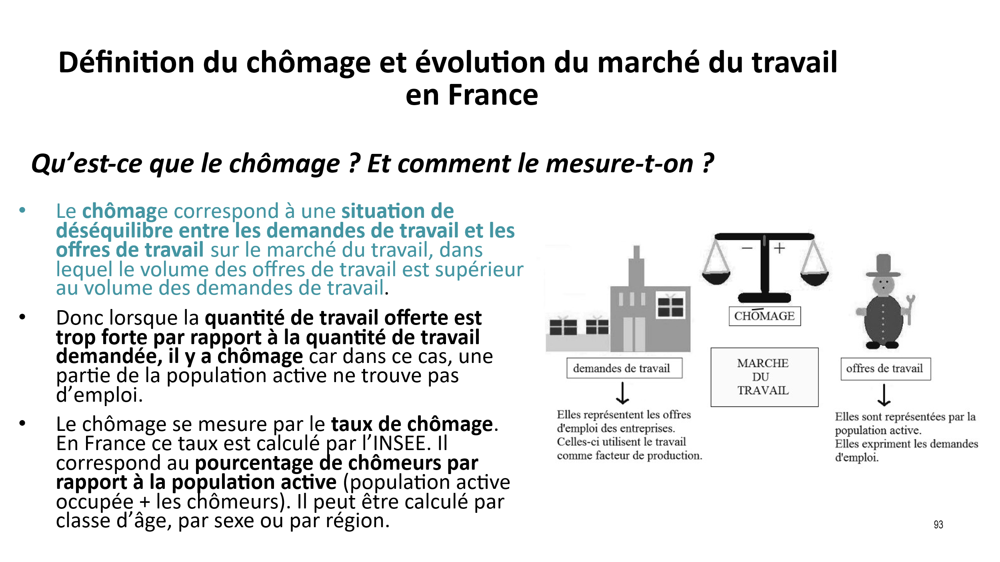 Définition du chômage et évolution du marché du travail
en France
Qu’est-ce que le chômage ? Et comment le mesure-t-on ?
• Le chômage correspond à une situation de
déséquilibre entre les demandes de travail et les
offres de travail sur le marché du travail, dans
lequel le volume des offres de travail est supérieur
au volume des demandes de travail.
• Donc lorsque la quantité de travail offerte est
trop forte par rapport à la quantité de travail
demandée, il y a chômage car dans ce cas, une
partie de la population active ne trouve pas
d’emploi.
• Le chômage se mesure par le taux de chômage.
En France ce taux est calculé par l’INSEE. Il
correspond au pourcentage de chômeurs par
rapport à la population active (population active
occupée + les chômeurs). Il peut être calculé par
classe d’âge, par sexe ou par région.
− +
CHÔMAGE
demandes de travail
MARCHE
DU
TRAVAIL
offres de travail
Elles représentent les offres
d'emploi des entreprises.
Celles-ci utilisent le travail
comme facteur de production.
Elles sont représentées par la
population active.
Elles expriment les demandes
d'emploi.
93